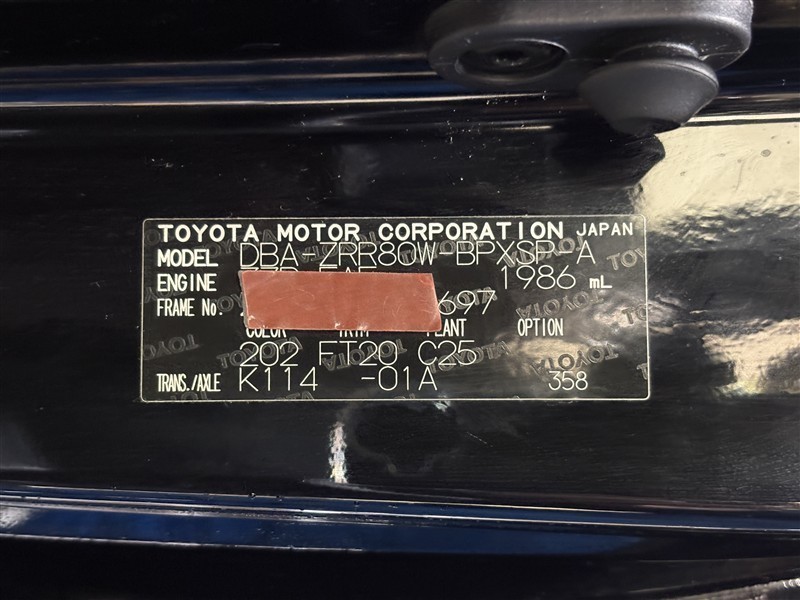 TOYOTA MOTOR CORPORATION JAPAN
MODEL DBA-ZRR80W-BPXSP-A
ENGINE 1986 mL
FRAME No. 697
COLOR TRIM PLANT OPTION
202 FT20 C25
TRANS./AXLE K114 -01A 358